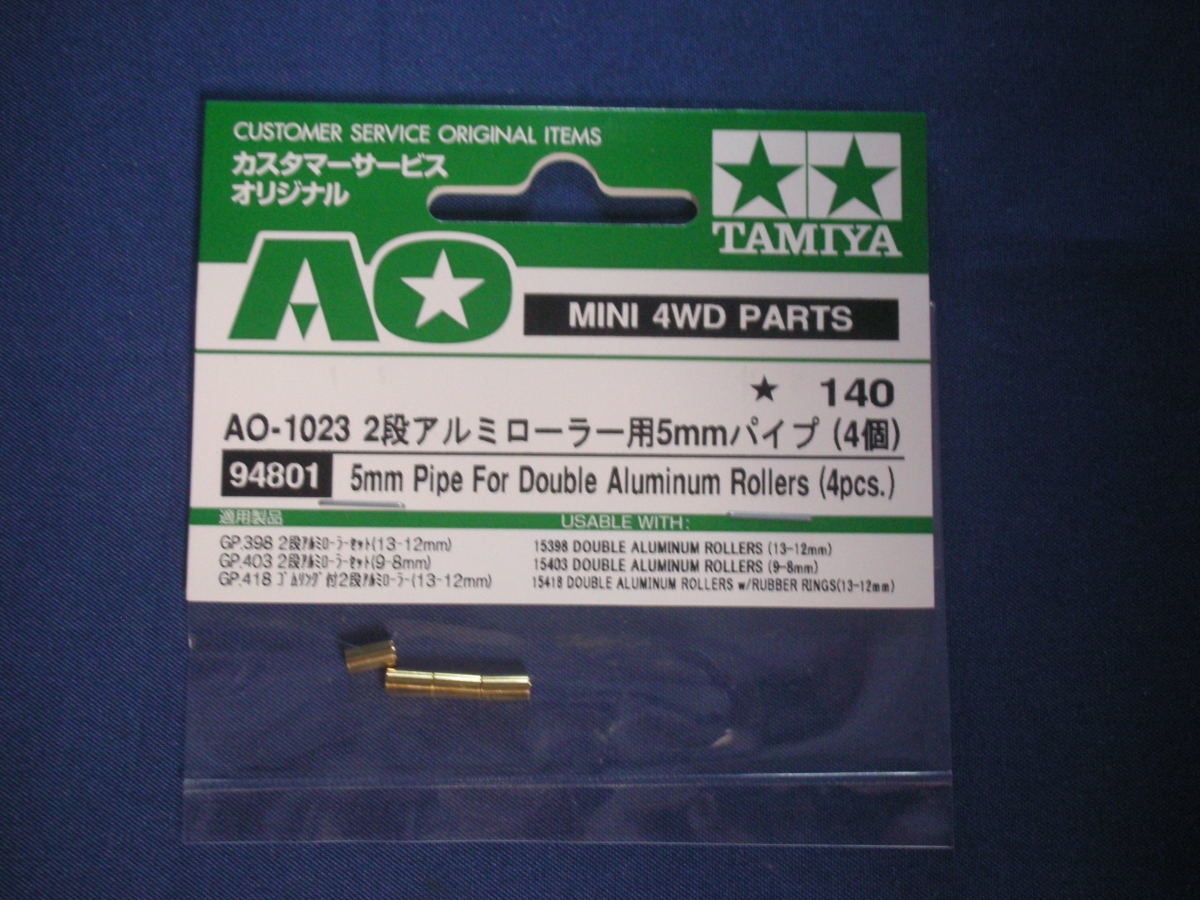 CUSTOMER SERVICE ORIGINAL ITEMS
カスタマーサービス
オリジナル
TAMIYA
AO
MINI 4WD PARTS
★ 140
AO-1023 2段アルミローラー用5mmパイプ (4個)
94801 5mm Pipe For Double Aluminum Rollers (4pcs.)
適用製品 USABLE WITH:
GP.398 2段ｱﾙﾐﾛｰﾗｰｾｯﾄ(13-12mm) 15398 DOUBLE ALUMINUM ROLLERS (13-12mm)
GP.403 2段ｱﾙﾐﾛｰﾗｰｾｯﾄ(9-8mm) 15403 DOUBLE ALUMINUM ROLLERS (9-8mm)
GP.418 ｺﾞﾑﾘﾝｸﾞ付2段ｱﾙﾐﾛｰﾗｰ(13-12mm) 15418 DOUBLE ALUMINUM ROLLERS w/RUBBER RINGS(13-12mm)